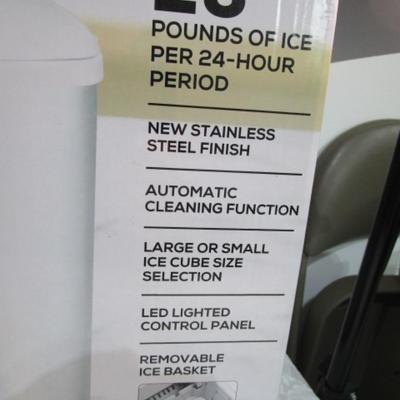 POUNDS OF ICE
PER 24-HOUR
PERIOD
NEW STAINLESS
STEEL FINISH
AUTOMATIC
CLEANING FUNCTION
LARGE OR SMALL
ICE CUBE SIZE
SELECTION
LED LIGHTED
CONTROL PANEL
REMOVABLE
ICE BASKET